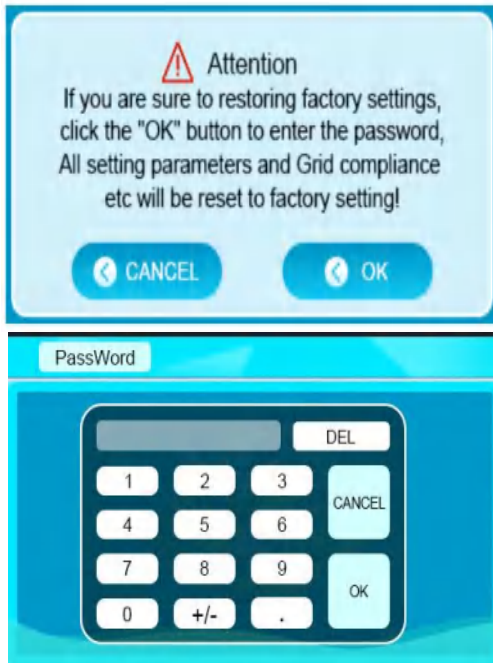 Attention
If you are sure to restoring factory settings,
click the "OK" button to enter the password,
All setting parameters and Grid compliance
etc will be reset to factory setting!
CANCEL OK
PassWord
DEL
1 2 3
CANCEL
4 5 6
7 8 9
OK
0 +/- .